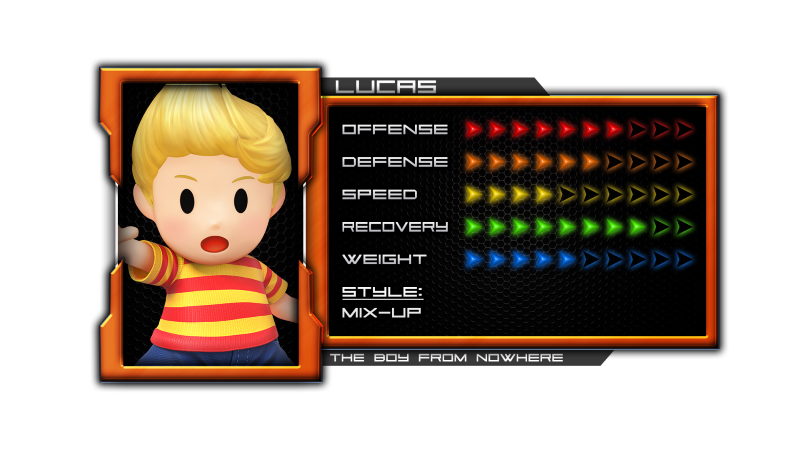 LUCAS
OFFENSE
DEFENSE
SPEED
RECOVERY
WEIGHT
STYLE:
MIX-UP
THE BOY FROM NOWHERE